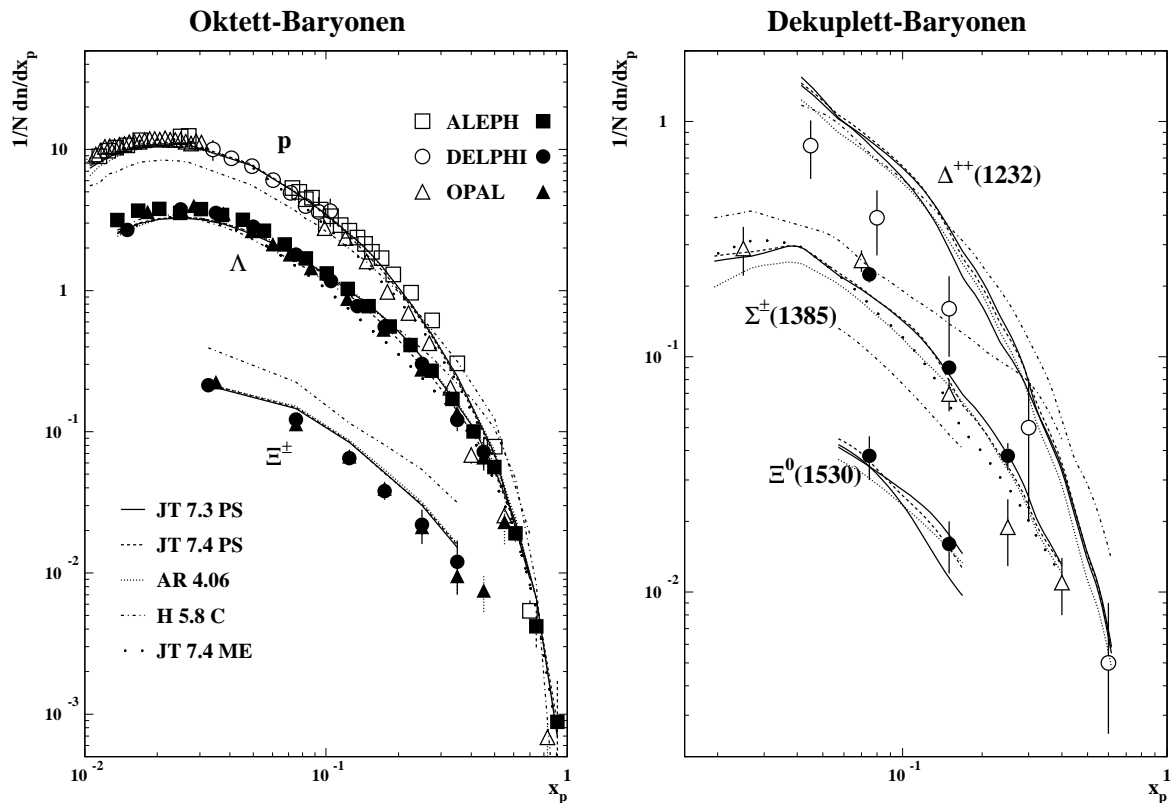 Oktett-Baryonen
1/N dn/dx_p
10
1
10^-1
10^-2
10^-3
10^-2
10^-1
1
x_p
p
Λ
Ξ^±
ALEPH
DELPHI
OPAL
JT 7.3 PS
JT 7.4 PS
AR 4.06
H 5.8 C
JT 7.4 ME
Dekuplett-Baryonen
1/N dn/dx_p
1
10^-1
10^-2
10^-1
1
x_p
Δ^++(1232)
Σ^±(1385)
Ξ^0(1530)